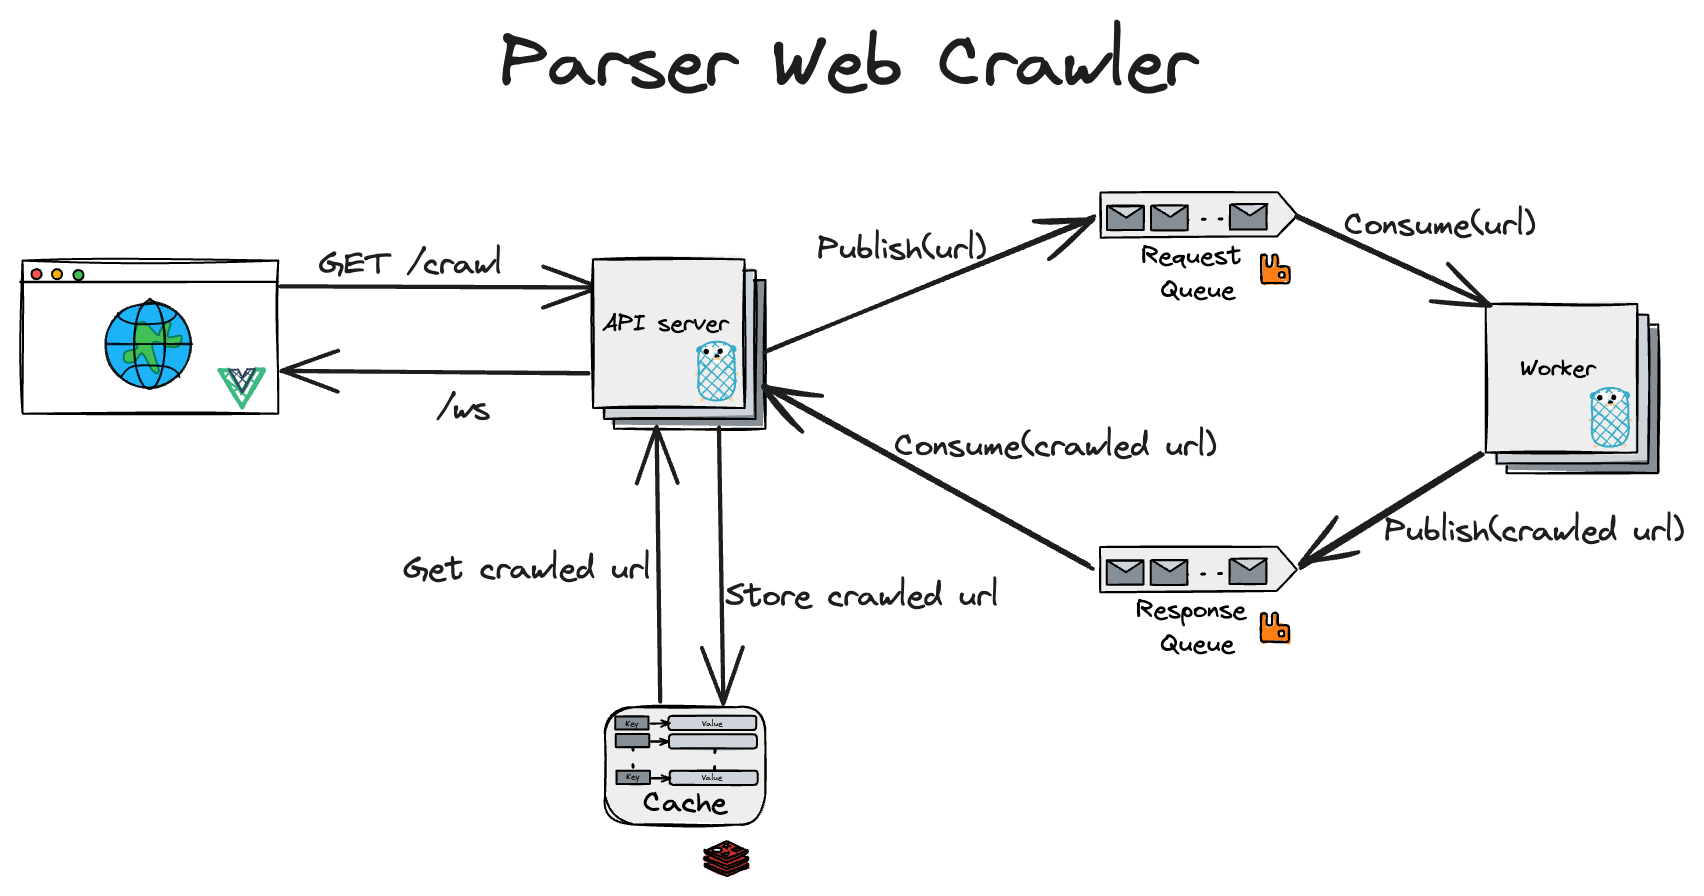 Parser Web Crawler
GET /crawl
/ws
API server
Publish(url)
Request
Queue
Consume(url)
Worker
Consume(crawled url)
Publish(crawled url)
Response
Queue
Get crawled url
Store crawled url
Key
Value
Key
Value
Cache